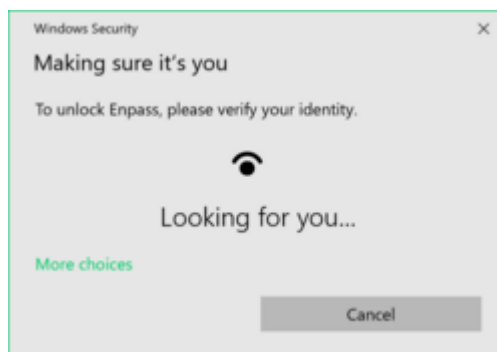 Windows Security
Making sure it's you
To unlock Enpass, please verify your identity.
Looking for you...
More choices
Cancel